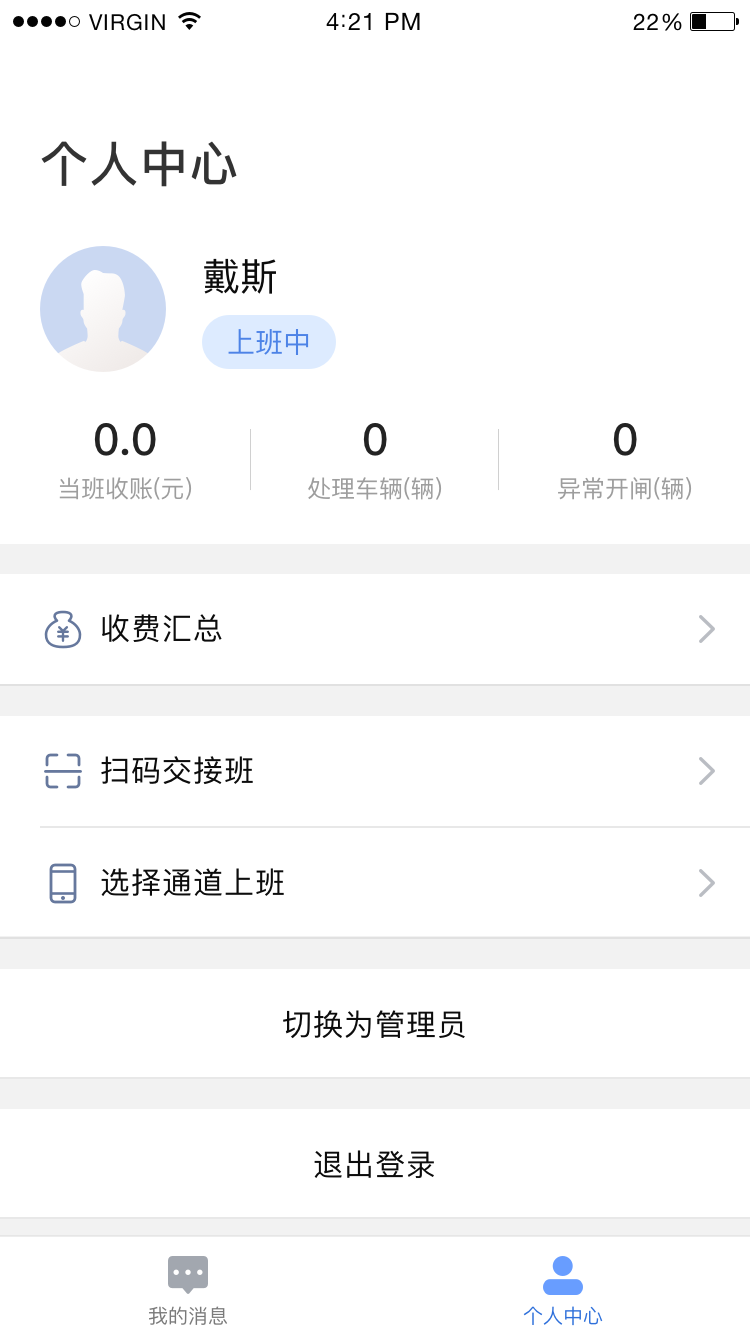 VIRGIN 4:21 PM 22%
个人中心
戴斯
上班中
0.0 0 0
当班收账(元) 处理车辆(辆) 异常开闸(辆)
收费汇总
扫码交接班
选择通道上班
切换为管理员
退出登录
我的消息 个人中心